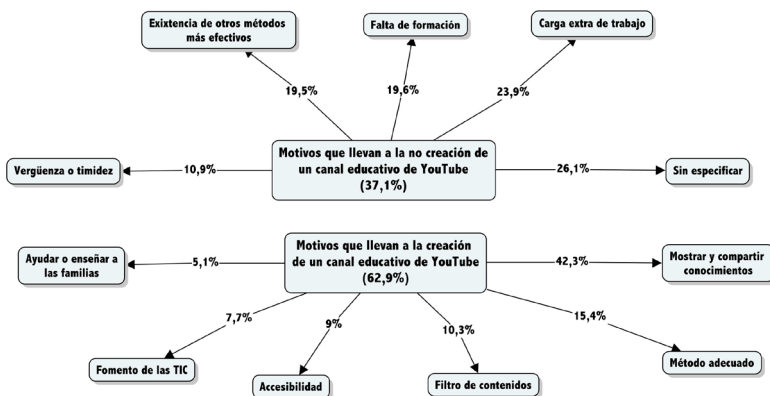 Exixtencia de otros métodos
más efectivos
Falta de formación
Carga extra de trabajo
19,5%
19,6%
23,9%
Motivos que llevan a la no creación de
un canal educativo de YouTube
(37,1%)
Vergüenza o timidez
10,9%
26,1%
Sin especificar
Motivos que llevan a la creación
de un canal educativo de YouTube
(62,9%)
Ayudar o enseñar a
las familias
5,1%
42,3%
Mostrar y compartir
conocimientos
7,7%
9%
10,3%
15,4%
Fomento de las TIC
Accesibilidad
Filtro de contenidos
Método adecuado